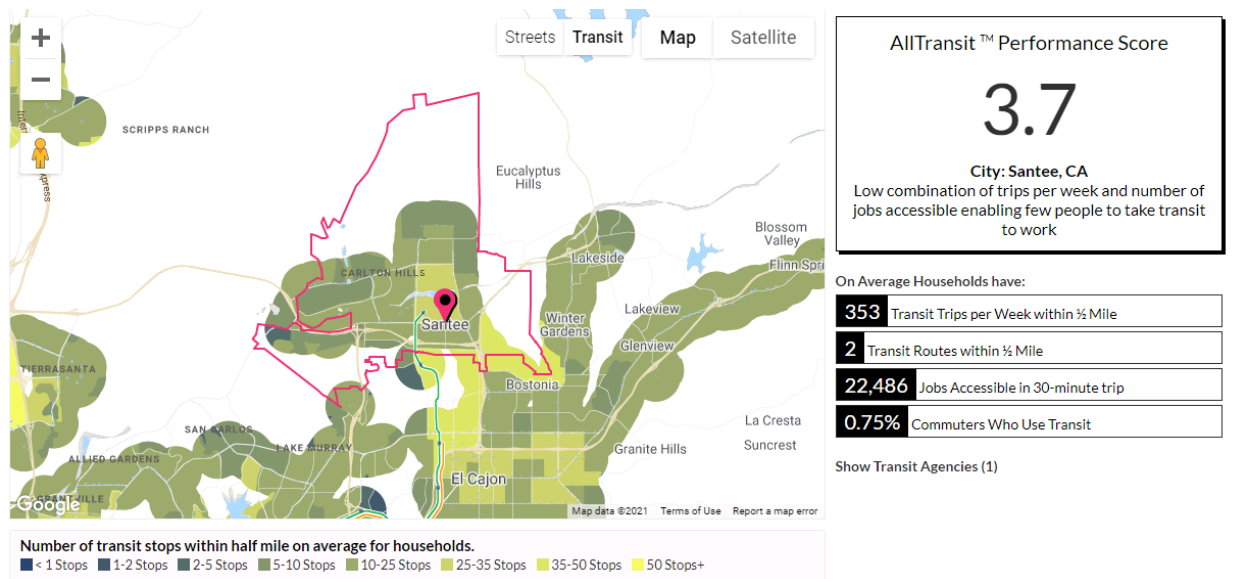 Streets
Transit
Map
Satellite
SCRIPPS RANCH
Eucalyptus
Hills
Blossom
Valley
Lakeside
Flinn Spri
CARLTON HILLS
Lakeview
Santee
Winter
Gardens
Glenview
TIERRASANTA
Bostonia
La Cresta
SAN CARLOS
Suncrest
LAKE MURRAY
Granite Hills
ALLIED GARDENS
El Cajon
GRANTVILLE
Google
Map data ©2021
Terms of Use
Report a map error
Number of transit stops within half mile on average for households.
< 1 Stops
1-2 Stops
2-5 Stops
5-10 Stops
10-25 Stops
25-35 Stops
35-50 Stops
50 Stops+
AllTransit ™ Performance Score
3.7
City: Santee, CA
Low combination of trips per week and number of
jobs accessible enabling few people to take transit
to work
On Average Households have:
353 Transit Trips per Week within ½ Mile
2 Transit Routes within ½ Mile
22,486 Jobs Accessible in 30-minute trip
0.75% Commuters Who Use Transit
Show Transit Agencies (1)